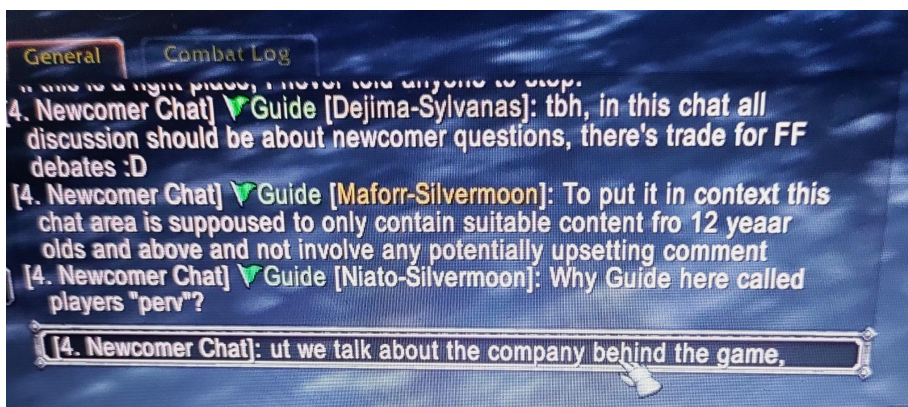 General
Combat Log
[4. Newcomer Chat] Guide [Dejima-Sylvanas]: tbh, in this chat all
discussion should be about newcomer questions, there's trade for FF
debates :D
[4. Newcomer Chat] Guide [Maforr-Silvermoon]: To put it in context this
chat area is suppoused to only contain suitable content fro 12 yeaar
olds and above and not involve any potentially upsetting comment
[4. Newcomer Chat] Guide [Niato-Silvermoon]: Why Guide here called
players "perv"?
[4. Newcomer Chat]: ut we talk about the company behind the game,